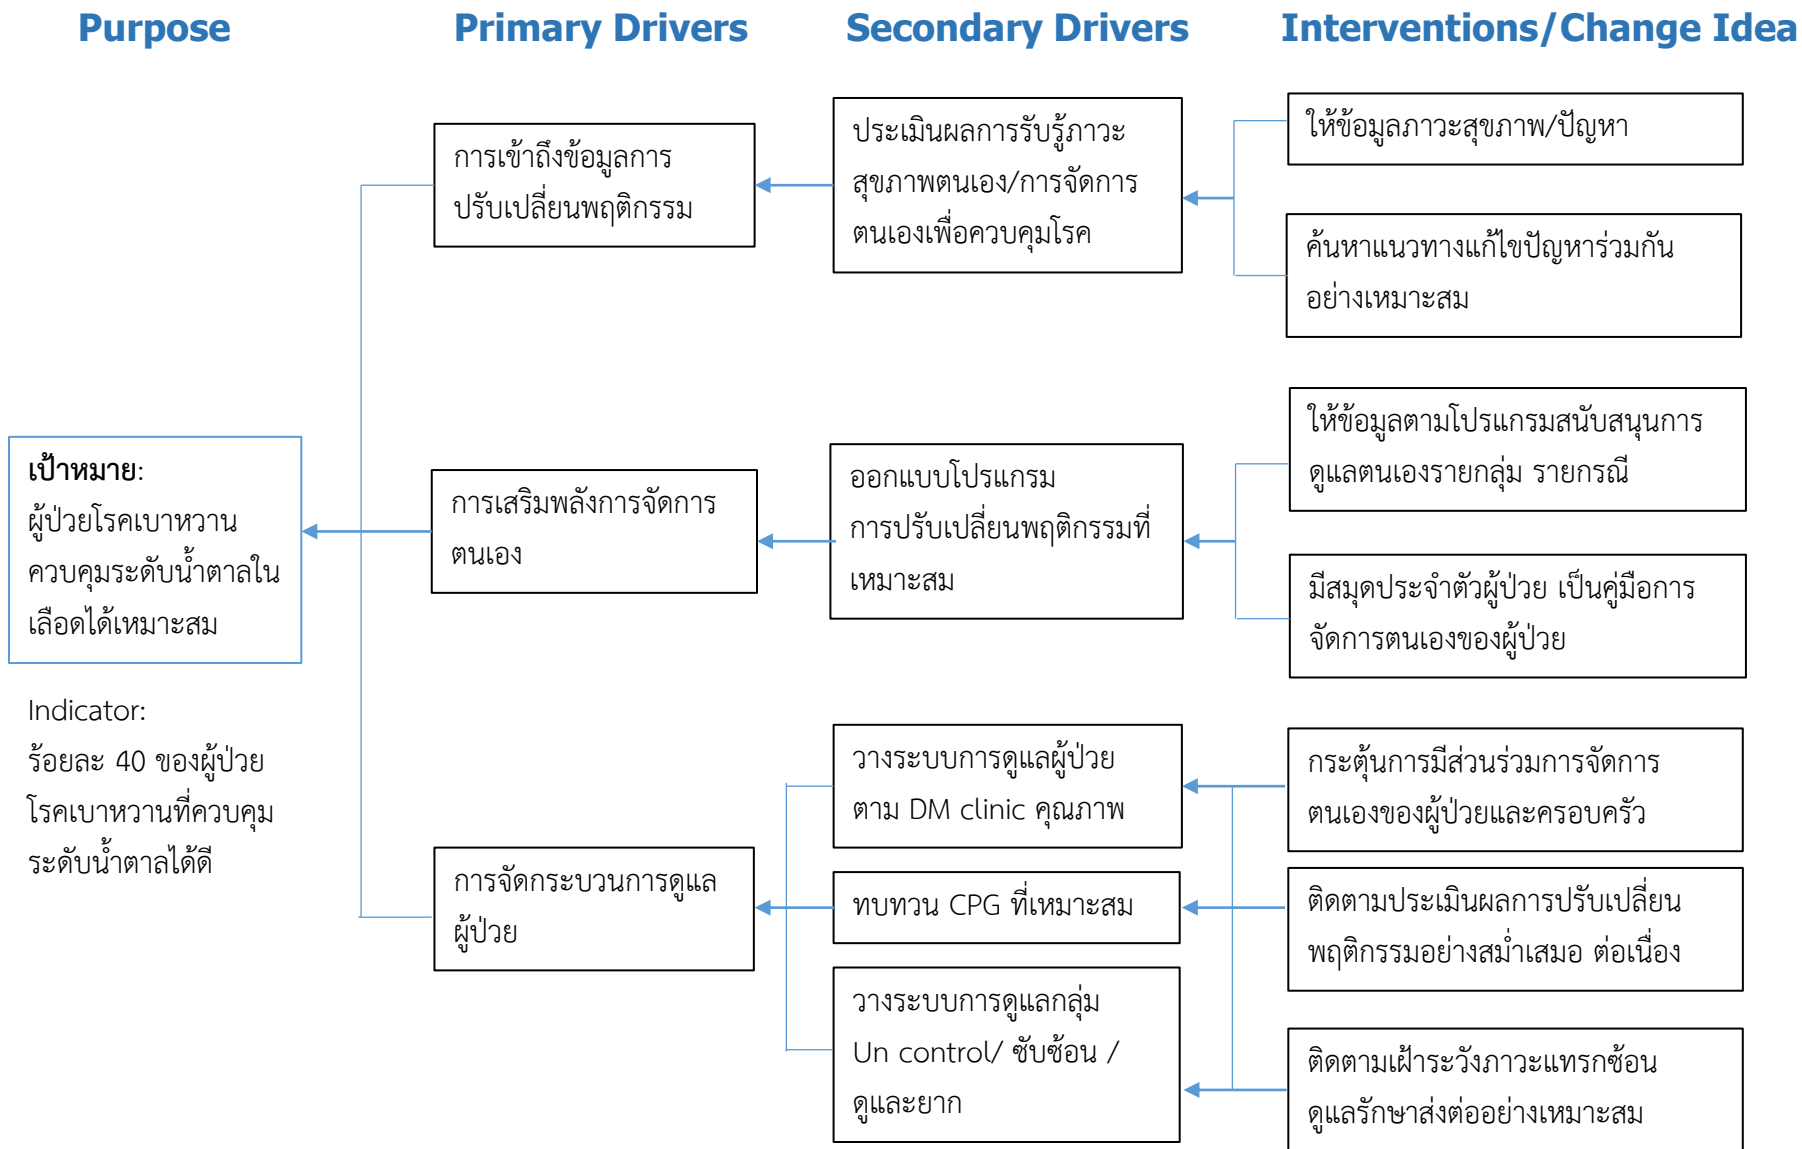 Purpose
Primary Drivers
Secondary Drivers
Interventions/Change Idea
เป้าหมาย:
ผู้ป่วยโรคเบาหวาน
ควบคุมระดับน้ำตาลใน
เลือดได้เหมาะสม
Indicator:
ร้อยละ 40 ของผู้ป่วย
โรคเบาหวานที่ควบคุม
ระดับน้ำตาลได้ดี
การเข้าถึงข้อมูลการ
ปรับเปลี่ยนพฤติกรรม
การเสริมพลังการจัดการ
ตนเอง
การจัดกระบวนการดูแล
ผู้ป่วย
ประเมินผลการรับรู้ภาวะ
สุขภาพตนเอง/การจัดการ
ตนเองเพื่อควบคุมโรค
ออกแบบโปรแกรม
การปรับเปลี่ยนพฤติกรรมที่
เหมาะสม
วางระบบการดูแลผู้ป่วย
ตาม DM clinic คุณภาพ
ทบทวน CPG ที่เหมาะสม
วางระบบการดูแลกลุ่ม
Un control/ ซับซ้อน /
ดูและยาก
ให้ข้อมูลภาวะสุขภาพ/ปัญหา
ค้นหาแนวทางแก้ไขปัญหาร่วมกัน
อย่างเหมาะสม
ให้ข้อมูลตามโปรแกรมสนับสนุนการ
ดูแลตนเองรายกลุ่ม รายกรณี
มีสมุดประจำตัวผู้ป่วย เป็นคู่มือการ
จัดการตนเองของผู้ป่วย
กระตุ้นการมีส่วนร่วมการจัดการ
ตนเองของผู้ป่วยและครอบครัว
ติดตามประเมินผลการปรับเปลี่ยน
พฤติกรรมอย่างสม่ำเสมอ ต่อเนื่อง
ติดตามเฝ้าระวังภาวะแทรกซ้อน
ดูแลรักษาส่งต่ออย่างเหมาะสม